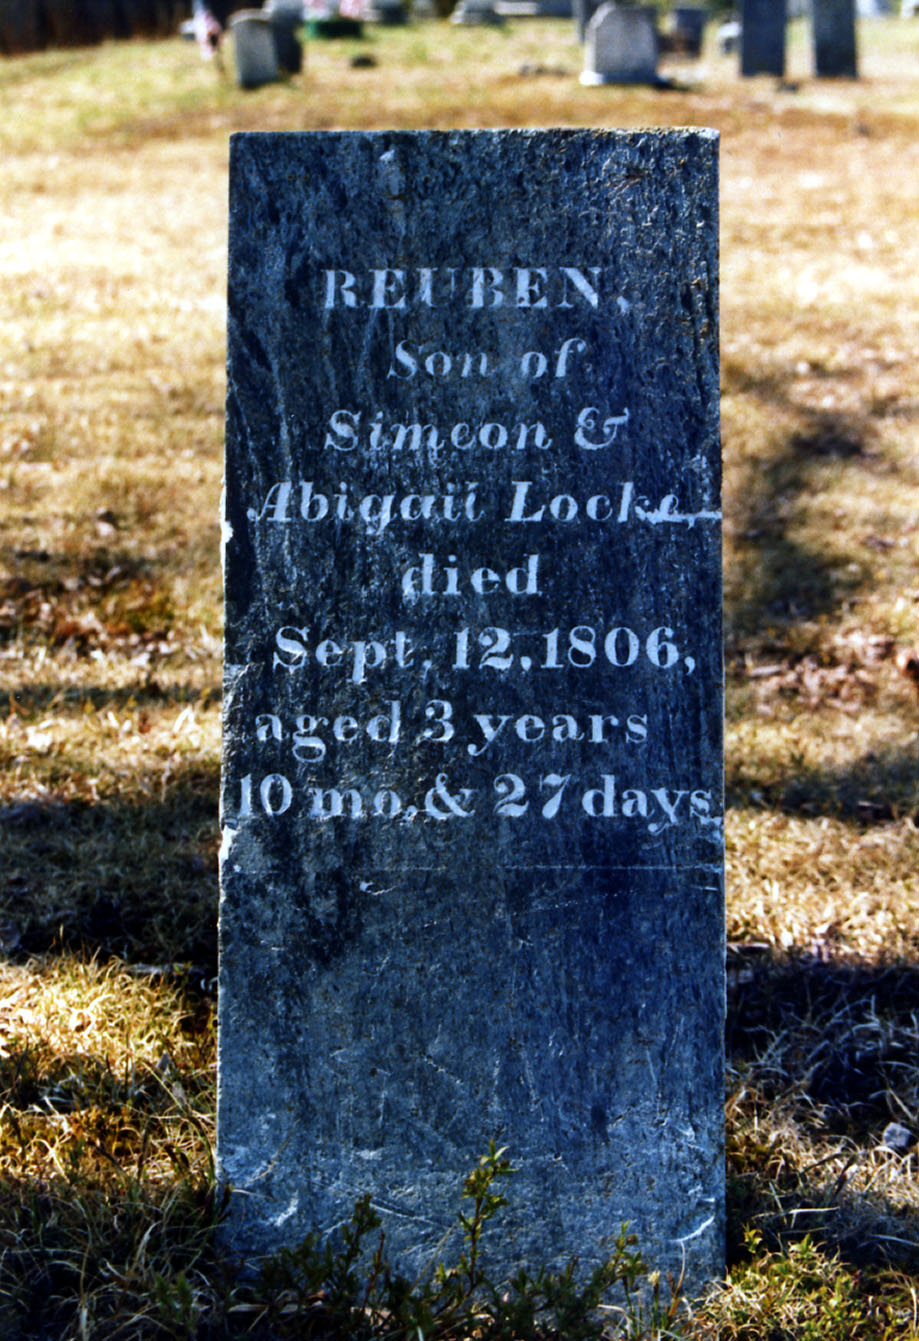 REUBEN,
Son of
Simeon &
Abigail Locke
died
Sept. 12, 1806,
aged 3 years
10 mo. & 27 days